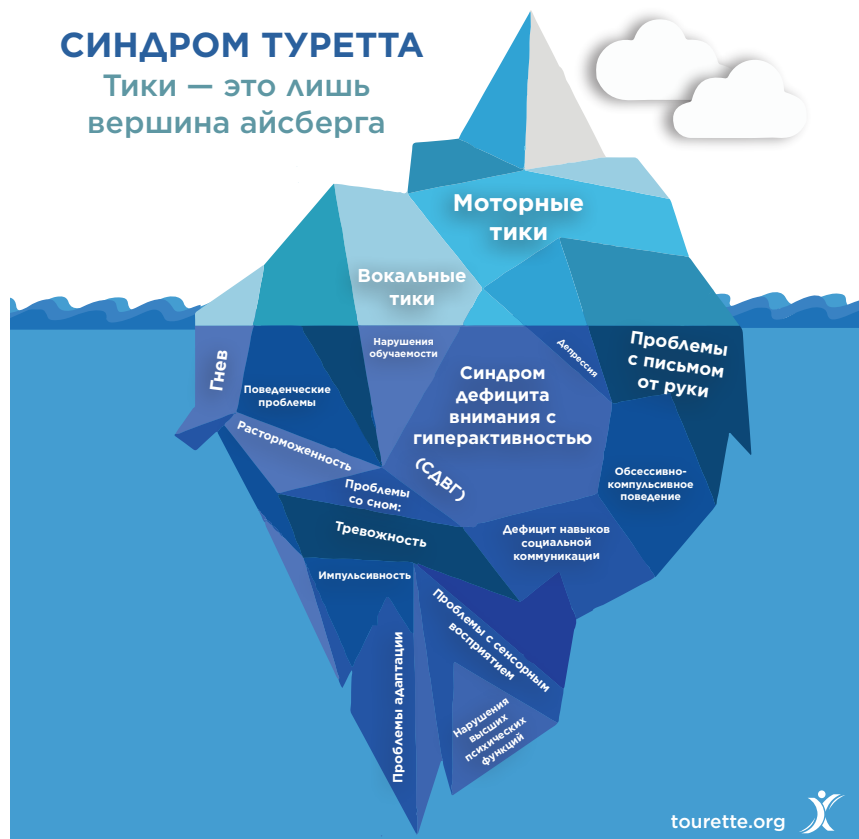 СИНДРОМ ТУРЕТТА
Тики — это лишь
вершина айсберга
Моторные
тики
Вокальные
тики
Гнев
Поведенческие
проблемы
Нарушения
обучаемости
Синдром
дефицита
внимания с
гиперактивностью
(СДВГ)
Депрессия
Проблемы
с письмом
от руки
Расторможенность
Проблемы
со сном:
Обсессивно-
компульсивное
поведение
Тревожность
Дефицит навыков
социальной
коммуникации
Импульсивность
Проблемы адаптации
Проблемы с сенсорным
восприятием
Нарушения
высших
психических
функций
tourette.org